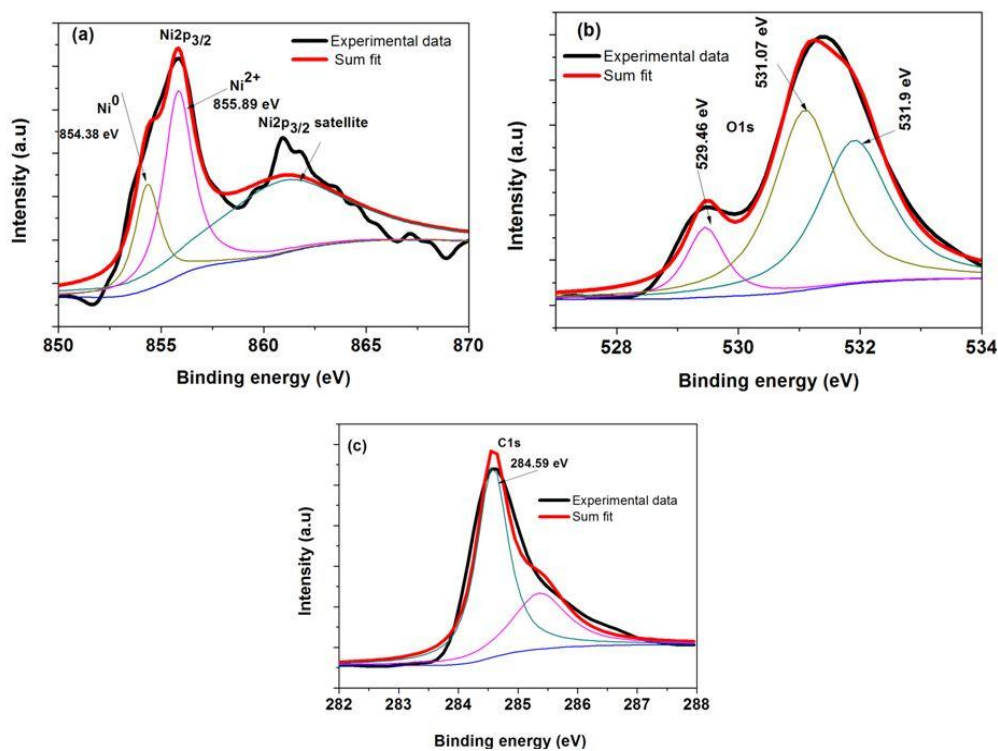 (a)
Ni2p3/2
Experimental data
Sum fit
Ni0
854.38 eV
Ni2+
855.89 eV
Ni2p3/2 satellite
Intensity (a.u)
850 855 860 865 870
Binding energy (eV)
(b)
Experimental data
Sum fit
531.07 eV
O1s
529.46 eV
531.9 eV
Intensity (a.u)
528 530 532 534
Binding energy (eV)
(c)
C1s
284.59 eV
Experimental data
Sum fit
Intensity (a.u)
282 283 284 285 286 287 288
Binding energy (eV)